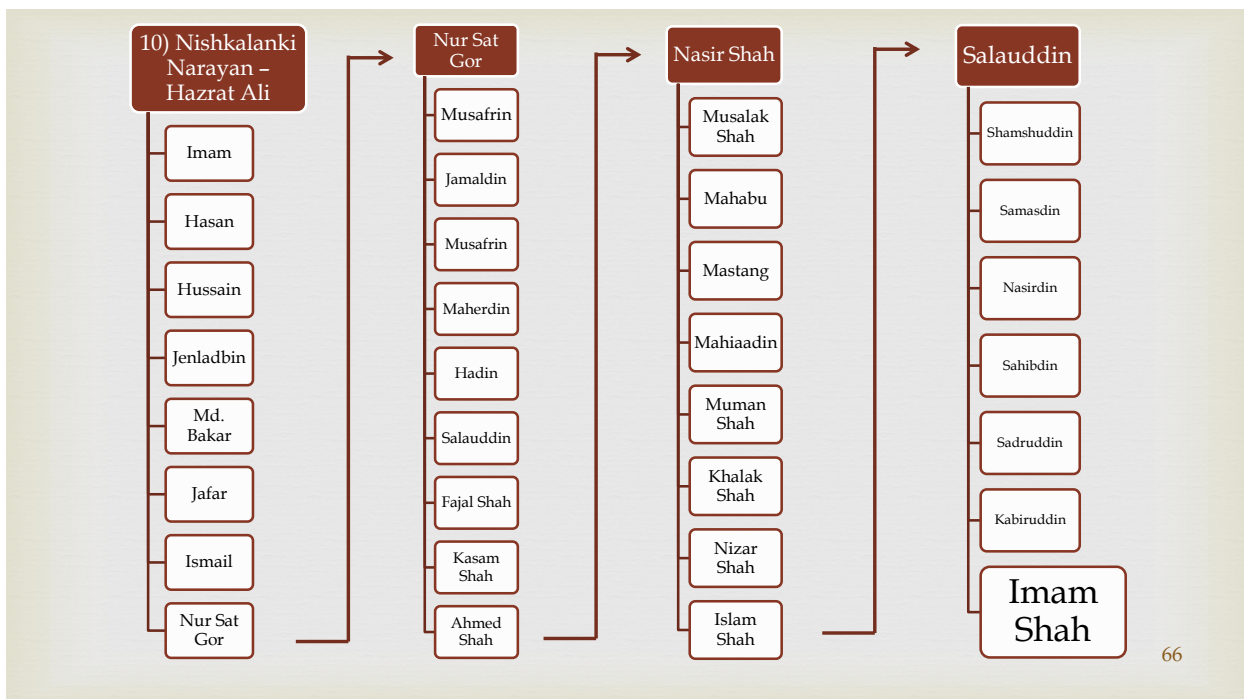 10) Nishkalanki
Narayan –
Hazrat Ali
Imam
Hasan
Hussain
Jenladbin
Md.
Bakar
Jafar
Ismail
Nur Sat
Gor
Nur Sat
Gor
Musafrin
Jamaldin
Musafrin
Maherdin
Hadin
Salauddin
Fajal Shah
Kasam
Shah
Ahmed
Shah
Nasir Shah
Musalak
Shah
Mahabu
Mastang
Mahiaadin
Muman
Shah
Khalak
Shah
Nizar
Shah
Islam
Shah
Salauddin
Shamshuddin
Samasdin
Nasirdin
Sahibdin
Sadruddin
Kabiruddin
Imam
Shah
66